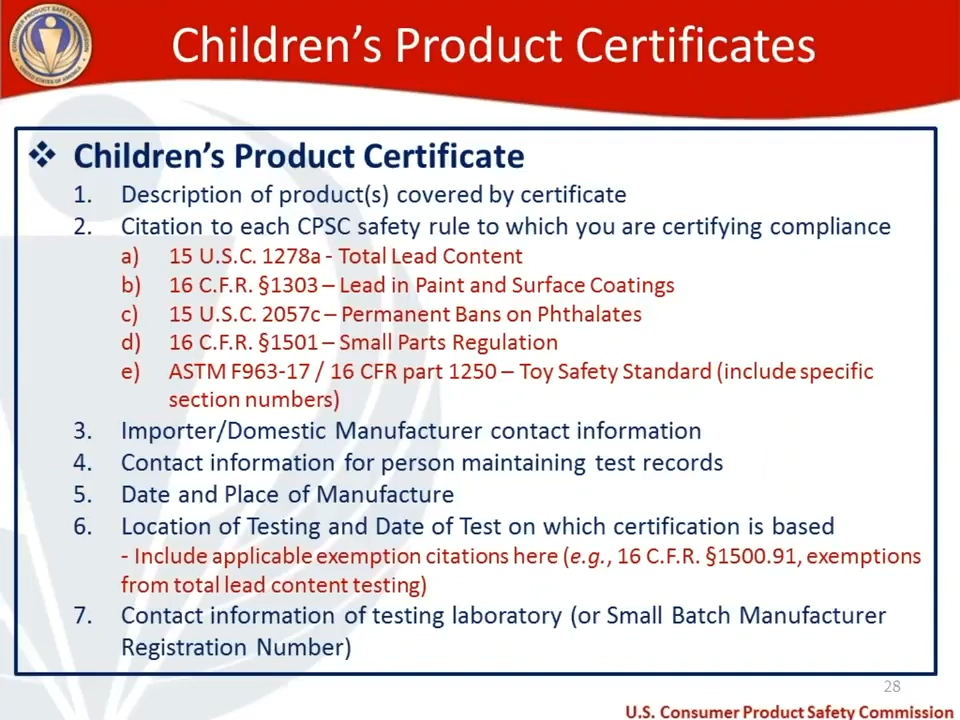 Children's Product Certificates
❖ Children's Product Certificate
1. Description of product(s) covered by certificate
2. Citation to each CPSC safety rule to which you are certifying compliance
a) 15 U.S.C. 1278a - Total Lead Content
b) 16 C.F.R. §1303 – Lead in Paint and Surface Coatings
c) 15 U.S.C. 2057c – Permanent Bans on Phthalates
d) 16 C.F.R. §1501 – Small Parts Regulation
e) ASTM F963-17 / 16 CFR part 1250 – Toy Safety Standard (include specific
section numbers)
3. Importer/Domestic Manufacturer contact information
4. Contact information for person maintaining test records
5. Date and Place of Manufacture
6. Location of Testing and Date of Test on which certification is based
- Include applicable exemption citations here (e.g., 16 C.F.R. §1500.91, exemptions
from total lead content testing)
7. Contact information of testing laboratory (or Small Batch Manufacturer
Registration Number)
28
U.S. Consumer Product Safety Commission